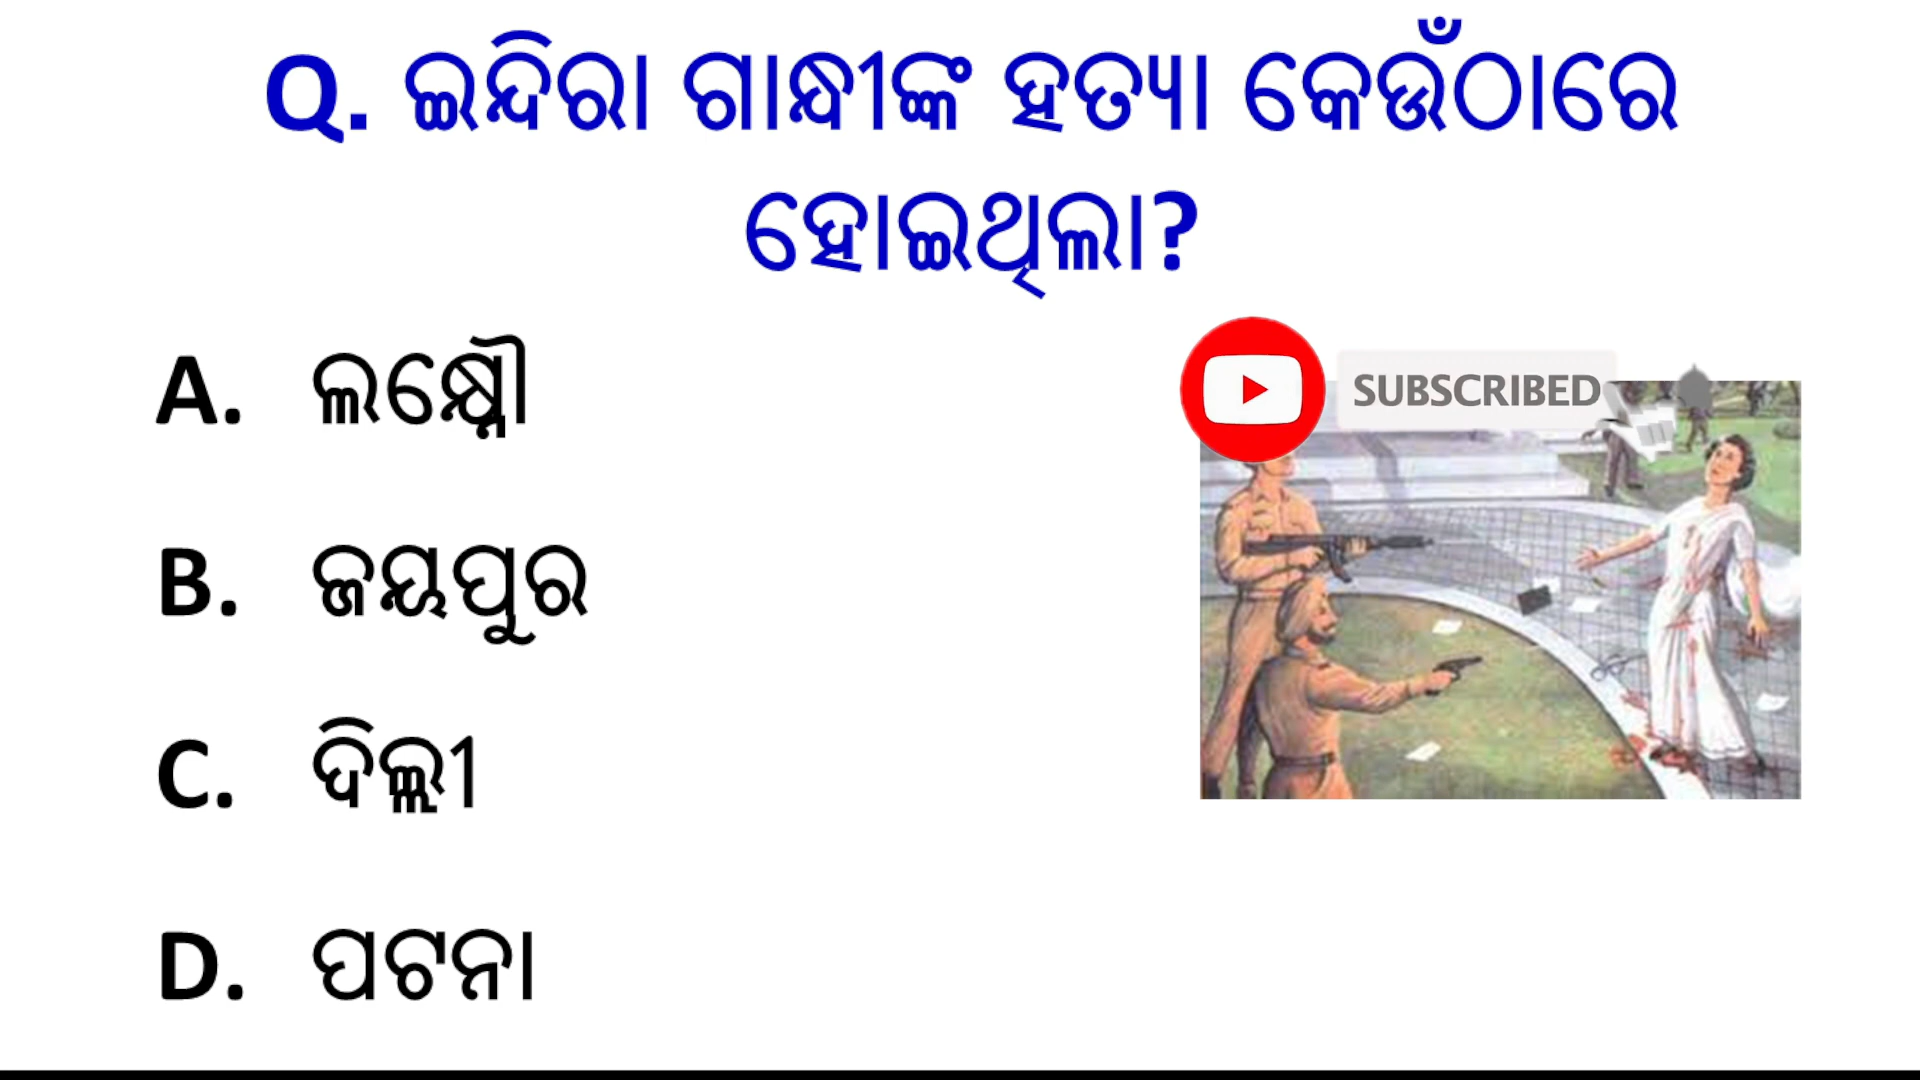 Q. ଇନ୍ଦିରା ଗାନ୍ଧୀଙ୍କ ହତ୍ୟା କେଉଁଠାରେ
ହୋଇଥିଲା?
A. ଲକ୍ଷ୍ନୌ
SUBSCRIBED
B. ଜୟପୁର
C. ଦିଲ୍ଲୀ
D. ପଟନା